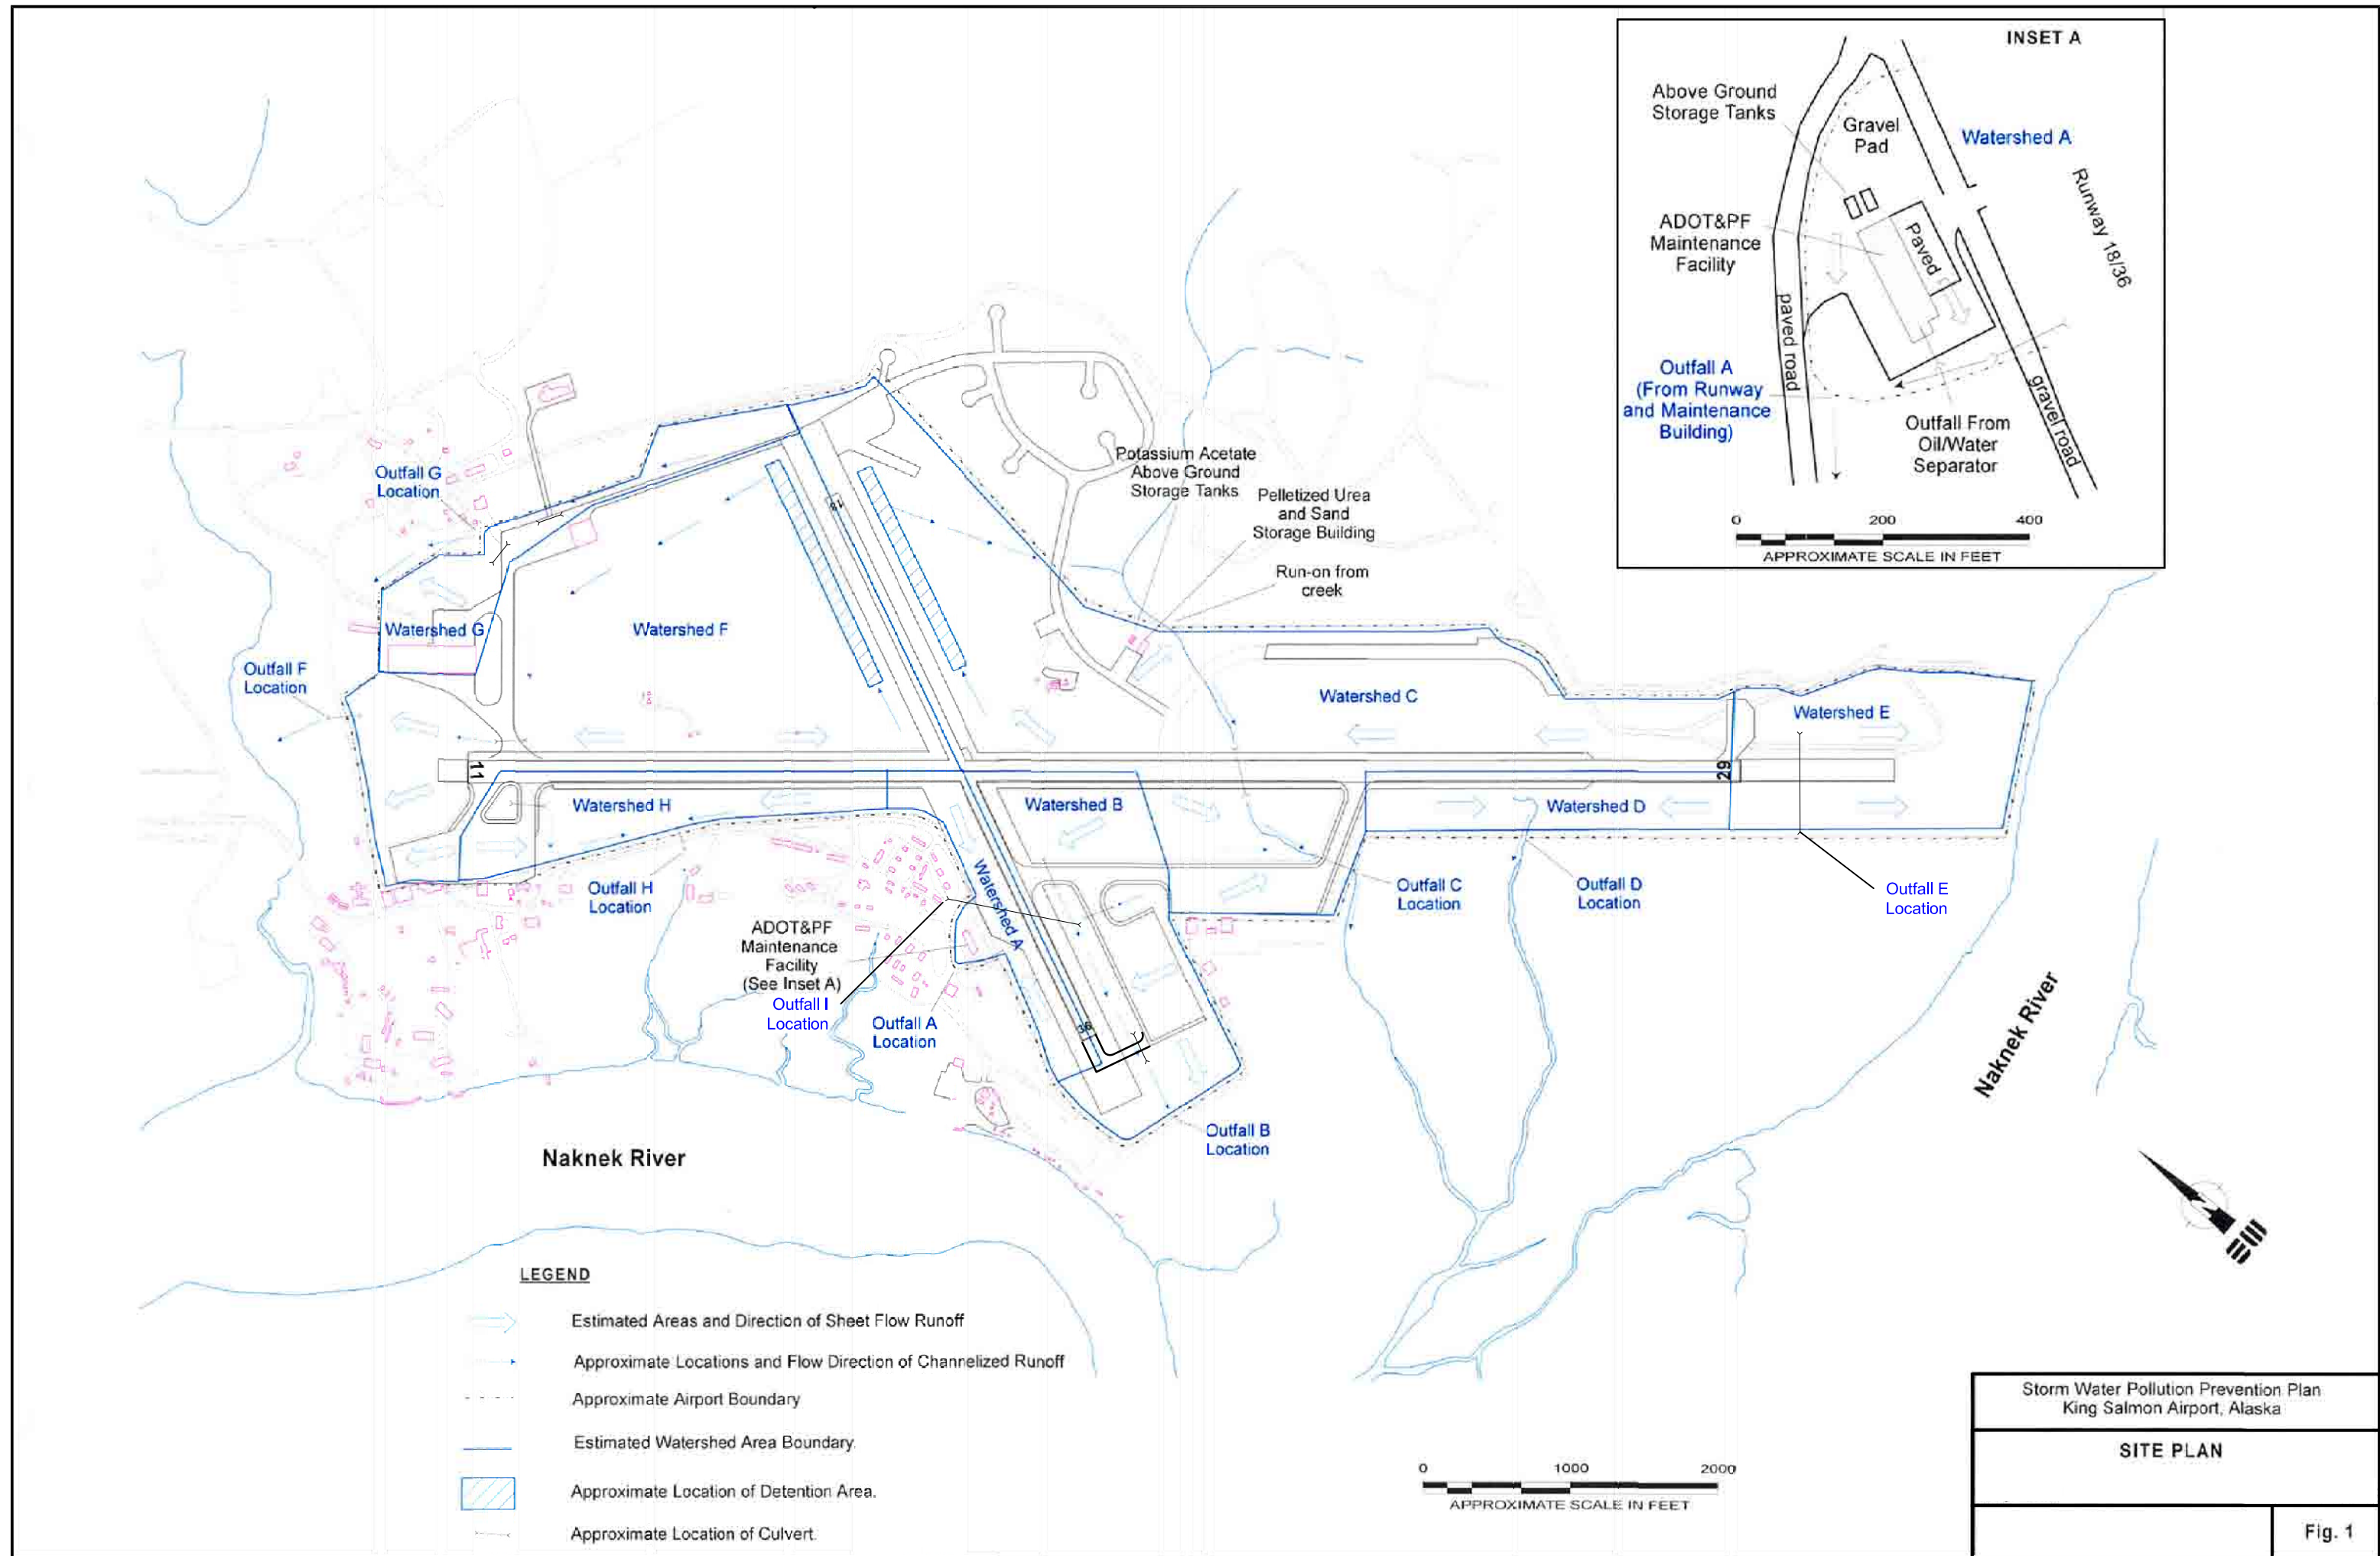 INSET A
Above Ground
Storage Tanks
Gravel
Pad
Watershed A
Runway 18/36
ADOT&PF
Maintenance
Facility
Paved
paved road
Outfall A
(From Runway
and Maintenance
Building)
Outfall From
Oil/Water
Separator
gravel road
0 200 400
APPROXIMATE SCALE IN FEET
Outfall G
Location
Potassium Acetate
Above Ground
Storage Tanks
Pelletized Urea
and Sand
Storage Building
Run-on from
creek
18
Watershed G
Watershed F
Outfall F
Location
Watershed C
Watershed E
11
29
Watershed H
Watershed B
Watershed D
Watershed A
Outfall H
Location
Outfall C
Location
Outfall D
Location
Outfall E
Location
ADOT&PF
Maintenance
Facility
(See Inset A)
Outfall I
Location
Outfall A
Location
36
Outfall B
Location
Naknek River
Naknek River
LEGEND
Estimated Areas and Direction of Sheet Flow Runoff
Approximate Locations and Flow Direction of Channelized Runoff
Approximate Airport Boundary
Estimated Watershed Area Boundary.
Approximate Location of Detention Area.
Approximate Location of Culvert.
0 1000 2000
APPROXIMATE SCALE IN FEET
Storm Water Pollution Prevention Plan
King Salmon Airport, Alaska
SITE PLAN
Fig. 1